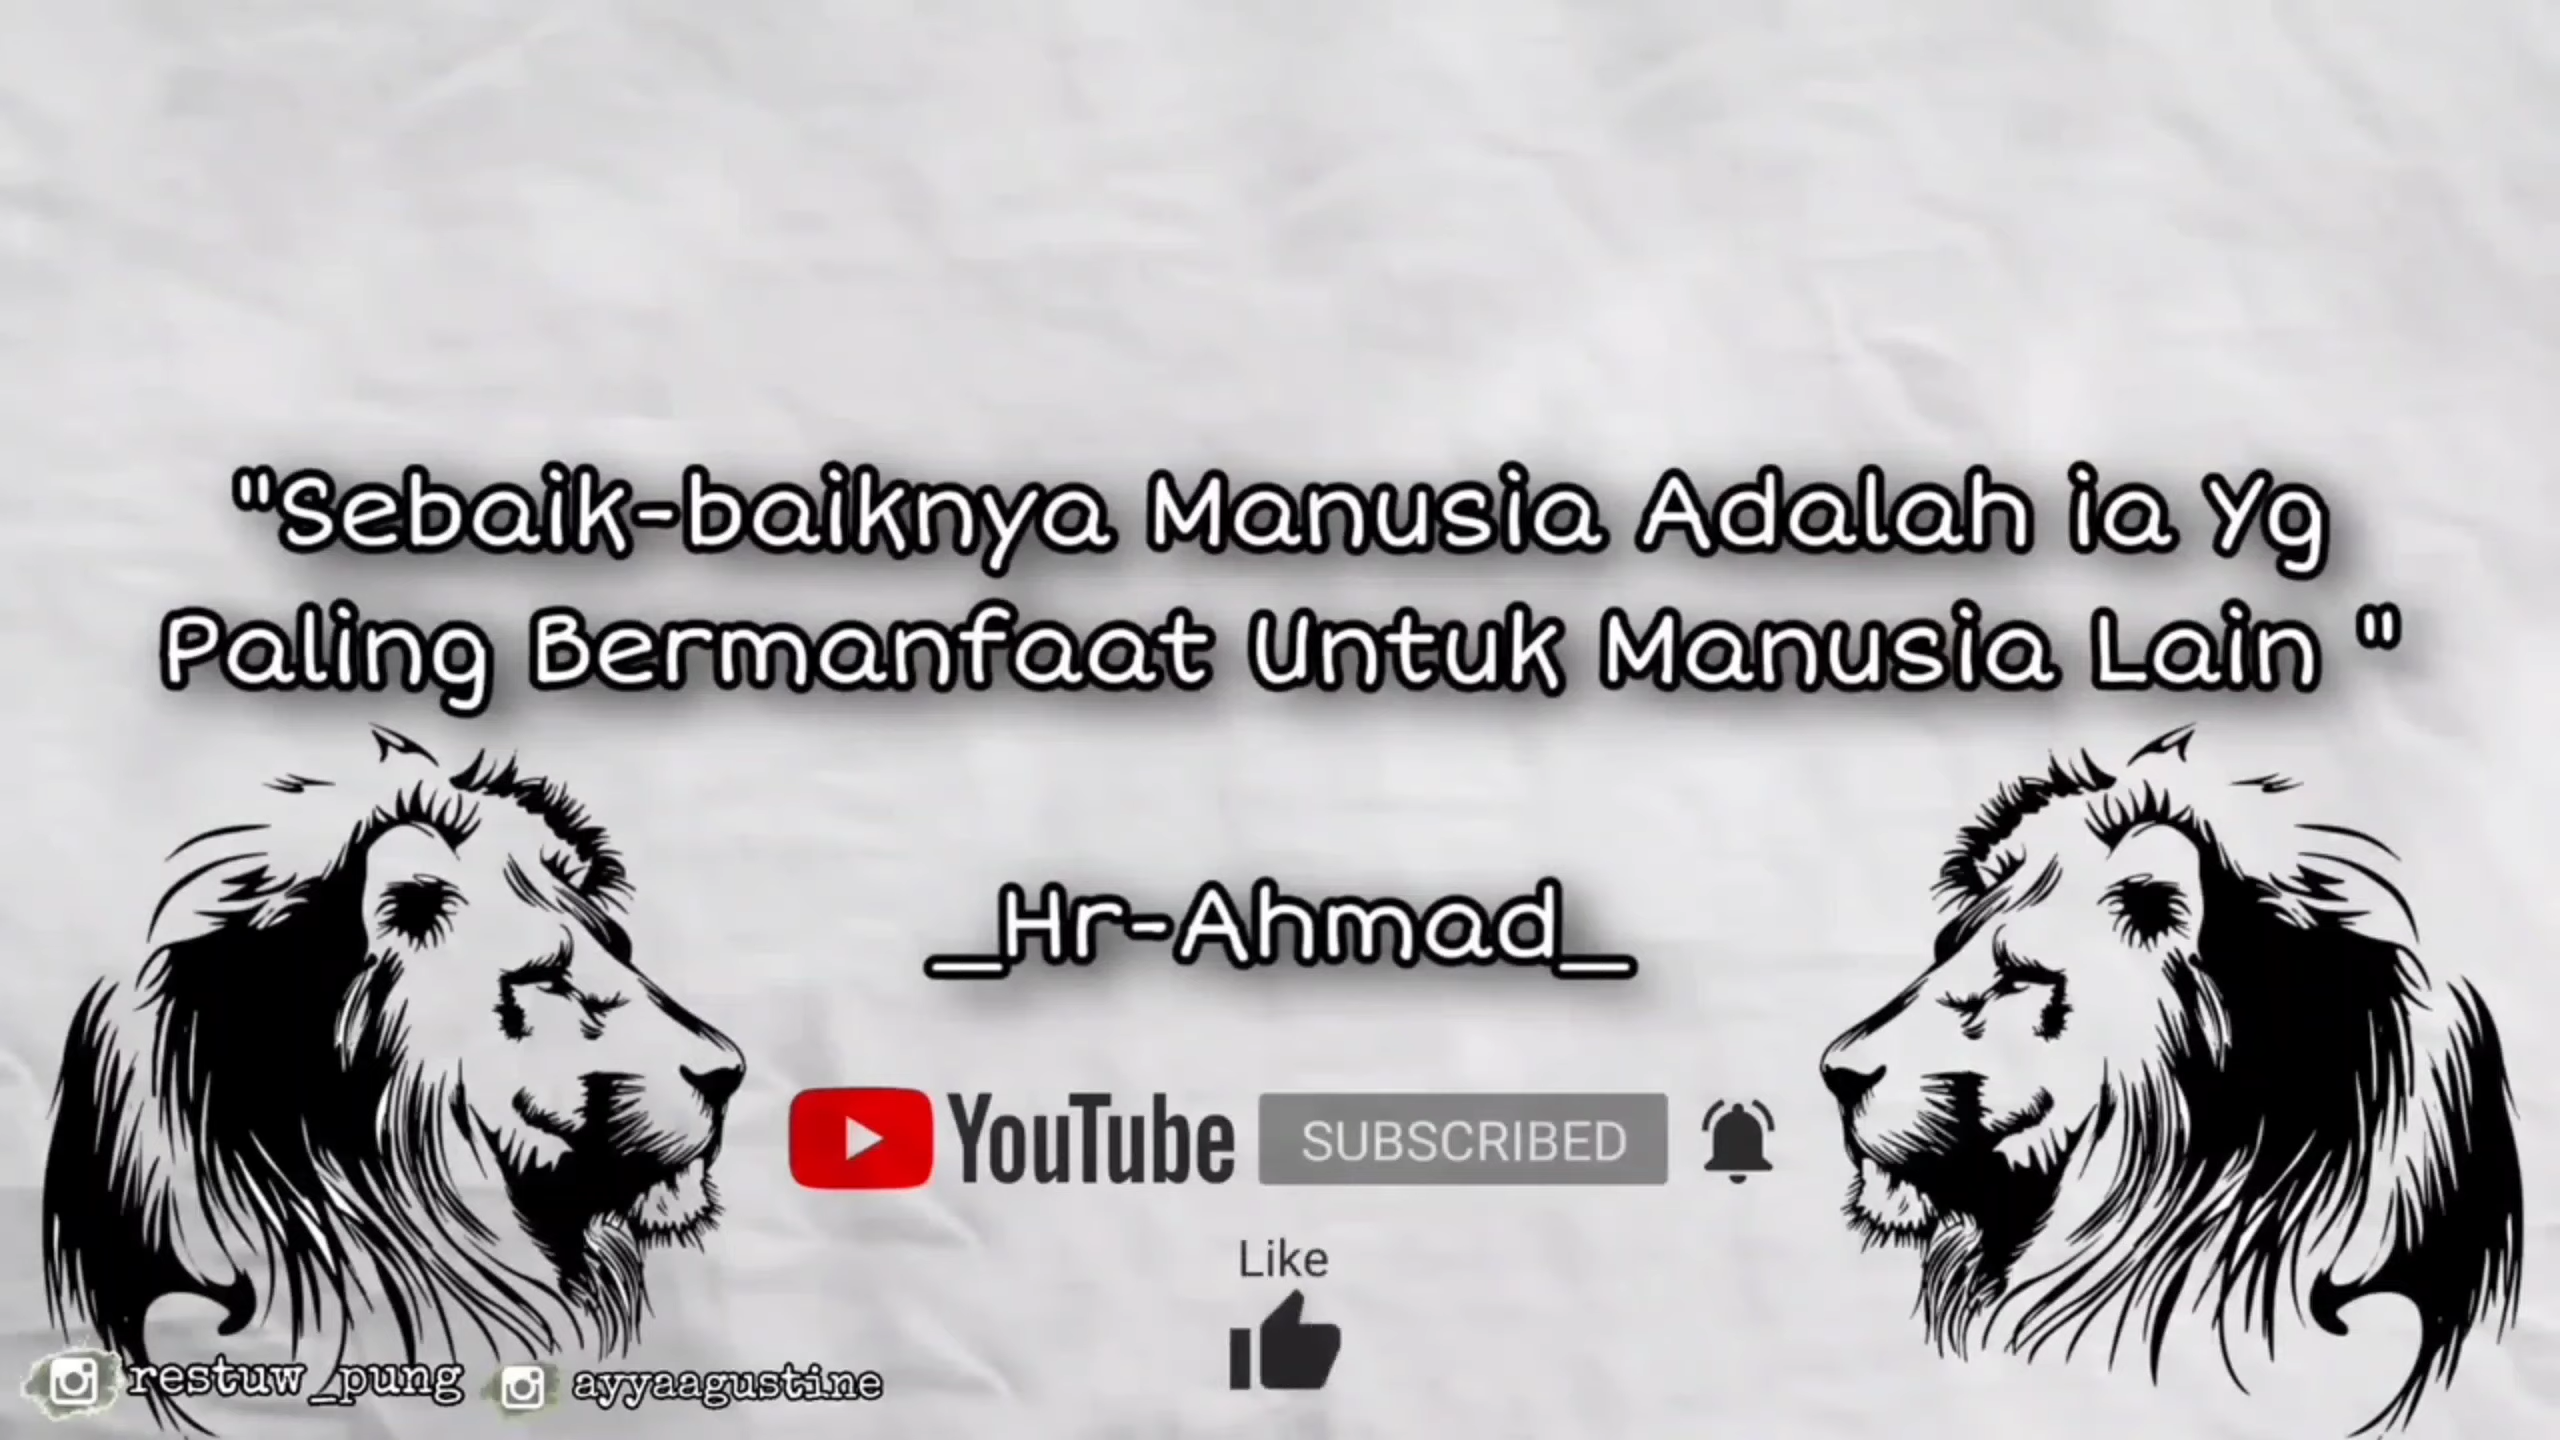 "Sebaik-baiknya Manusia Adalah ia Yg
Paling Bermanfaat Untuk Manusia Lain "
_Hr-Ahmad_
YouTube SUBSCRIBED
Like
restuw_pung ayyaagustine